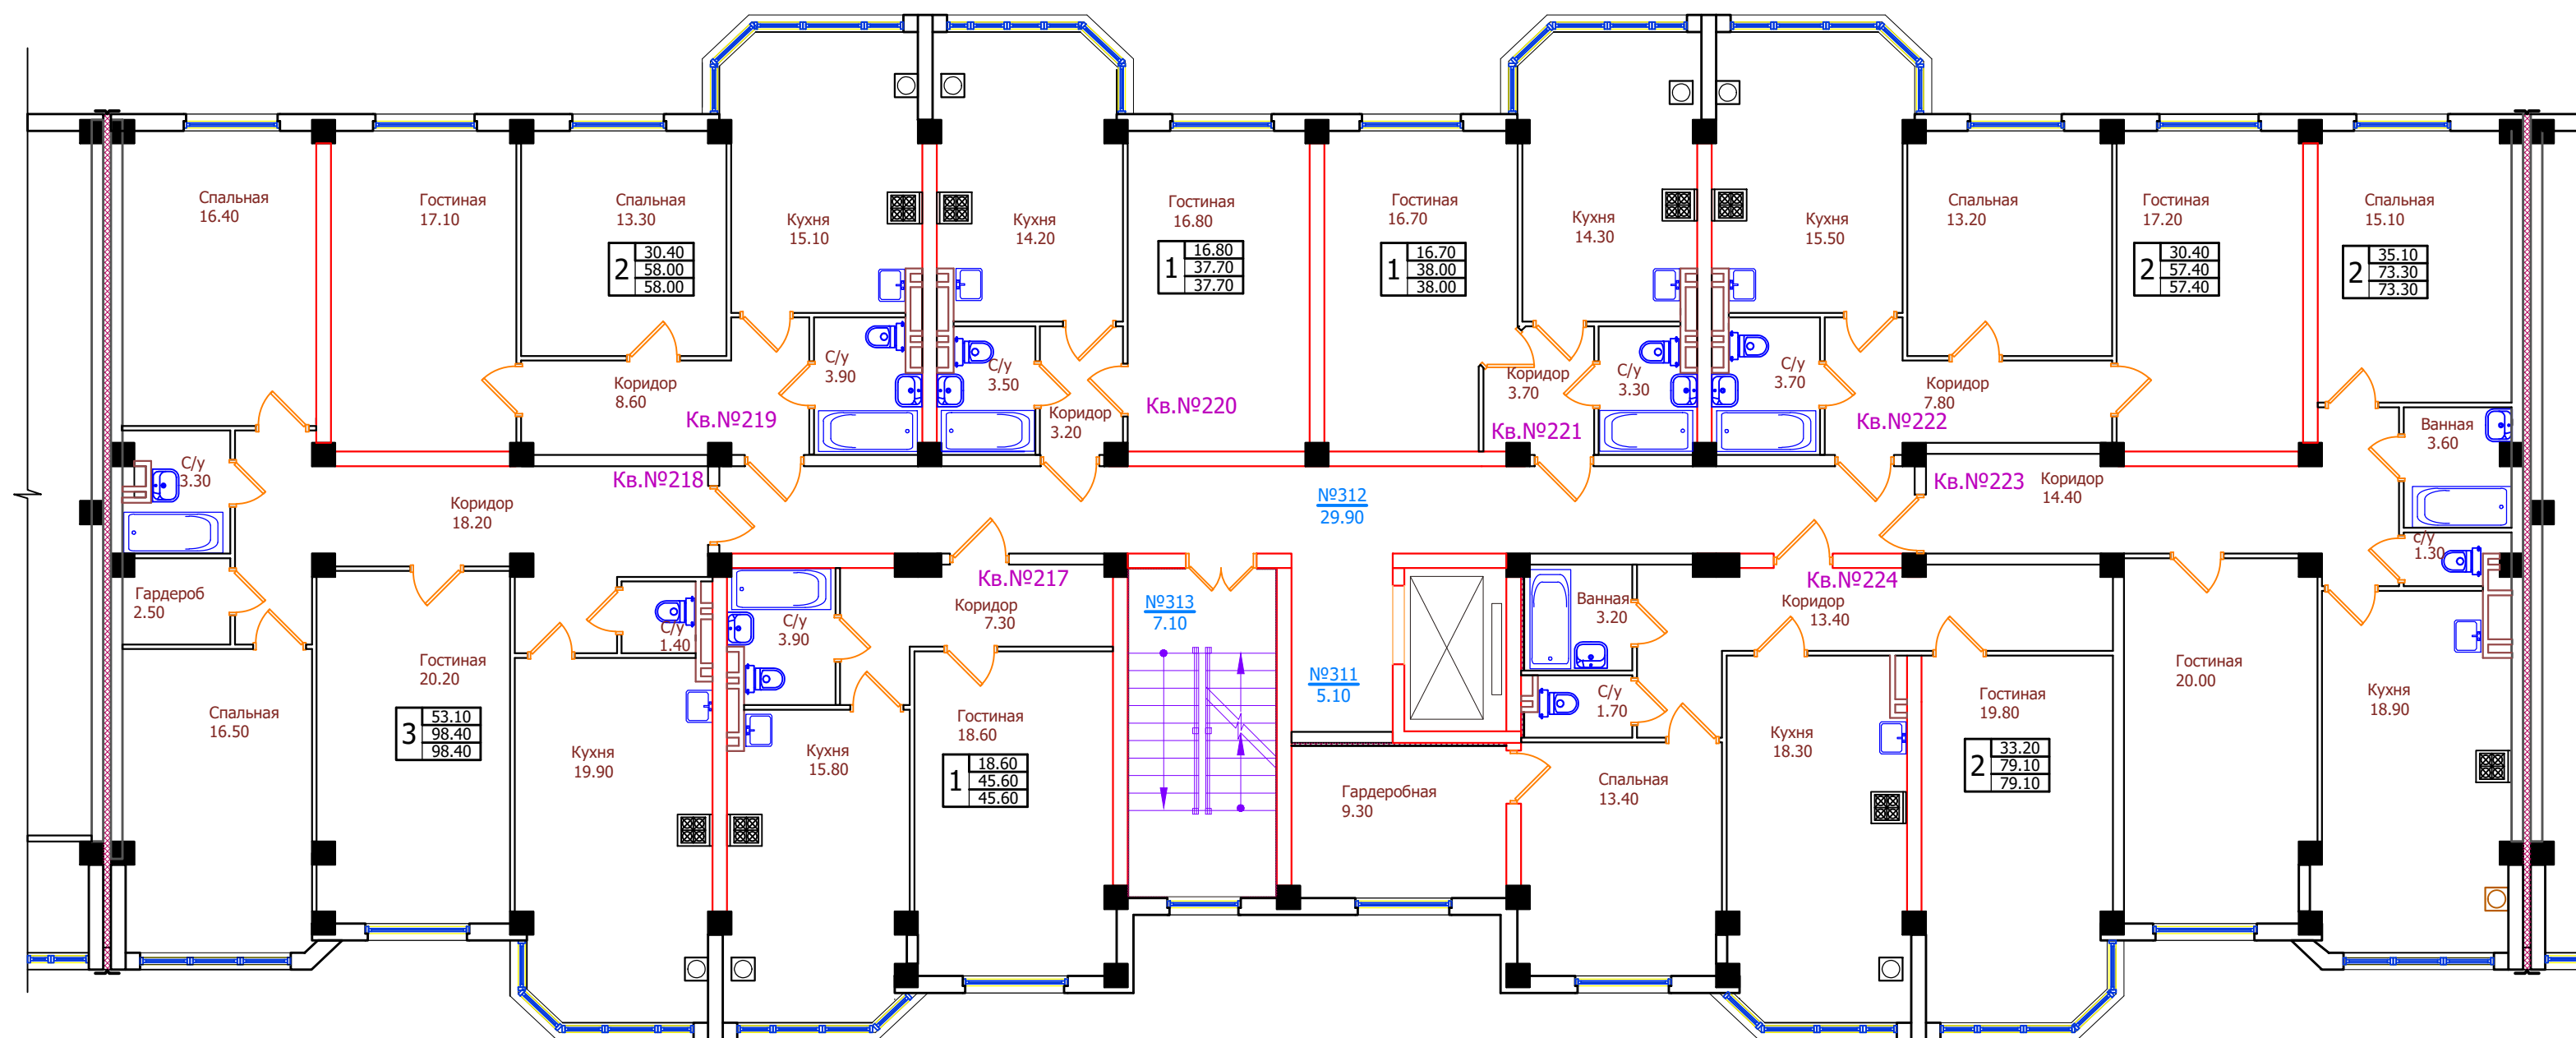 Спальная
16.40
Гостиная
17.10
Спальная
13.30
2
30.40
58.00
58.00
Кухня
15.10
Кухня
14.20
Гостиная
16.80
1
16.80
37.70
37.70
Гостиная
16.70
1
16.70
38.00
38.00
Кухня
14.30
Кухня
15.50
Спальная
13.20
Гостиная
17.20
2
30.40
57.40
57.40
Спальная
15.10
2
35.10
73.30
73.30
Коридор
8.60
С/у
3.90
Кв.№219
С/у
3.50
Коридор
3.20
Кв.№220
Коридор
3.70
Кв.№221
С/у
3.30
С/у
3.70
Кв.№222
Коридор
7.80
Ванная
3.60
С/у
3.30
Коридор
18.20
Кв.№218
№312
29.90
Кв.№223
Коридор
14.40
с/у
1.30
Гардероб
2.50
Спальная
16.50
Гостиная
20.20
3
53.10
98.40
98.40
С/у
1.40
Кухня
19.90
С/у
3.90
Кухня
15.80
Кв.№217
Коридор
7.30
Гостиная
18.60
1
18.60
45.60
45.60
№313
7.10
№311
5.10
Гардеробная
9.30
Ванная
3.20
С/у
1.70
Спальная
13.40
Кв.№224
Коридор
13.40
Кухня
18.30
Гостиная
19.80
2
33.20
79.10
79.10
Гостиная
20.00
Кухня
18.90